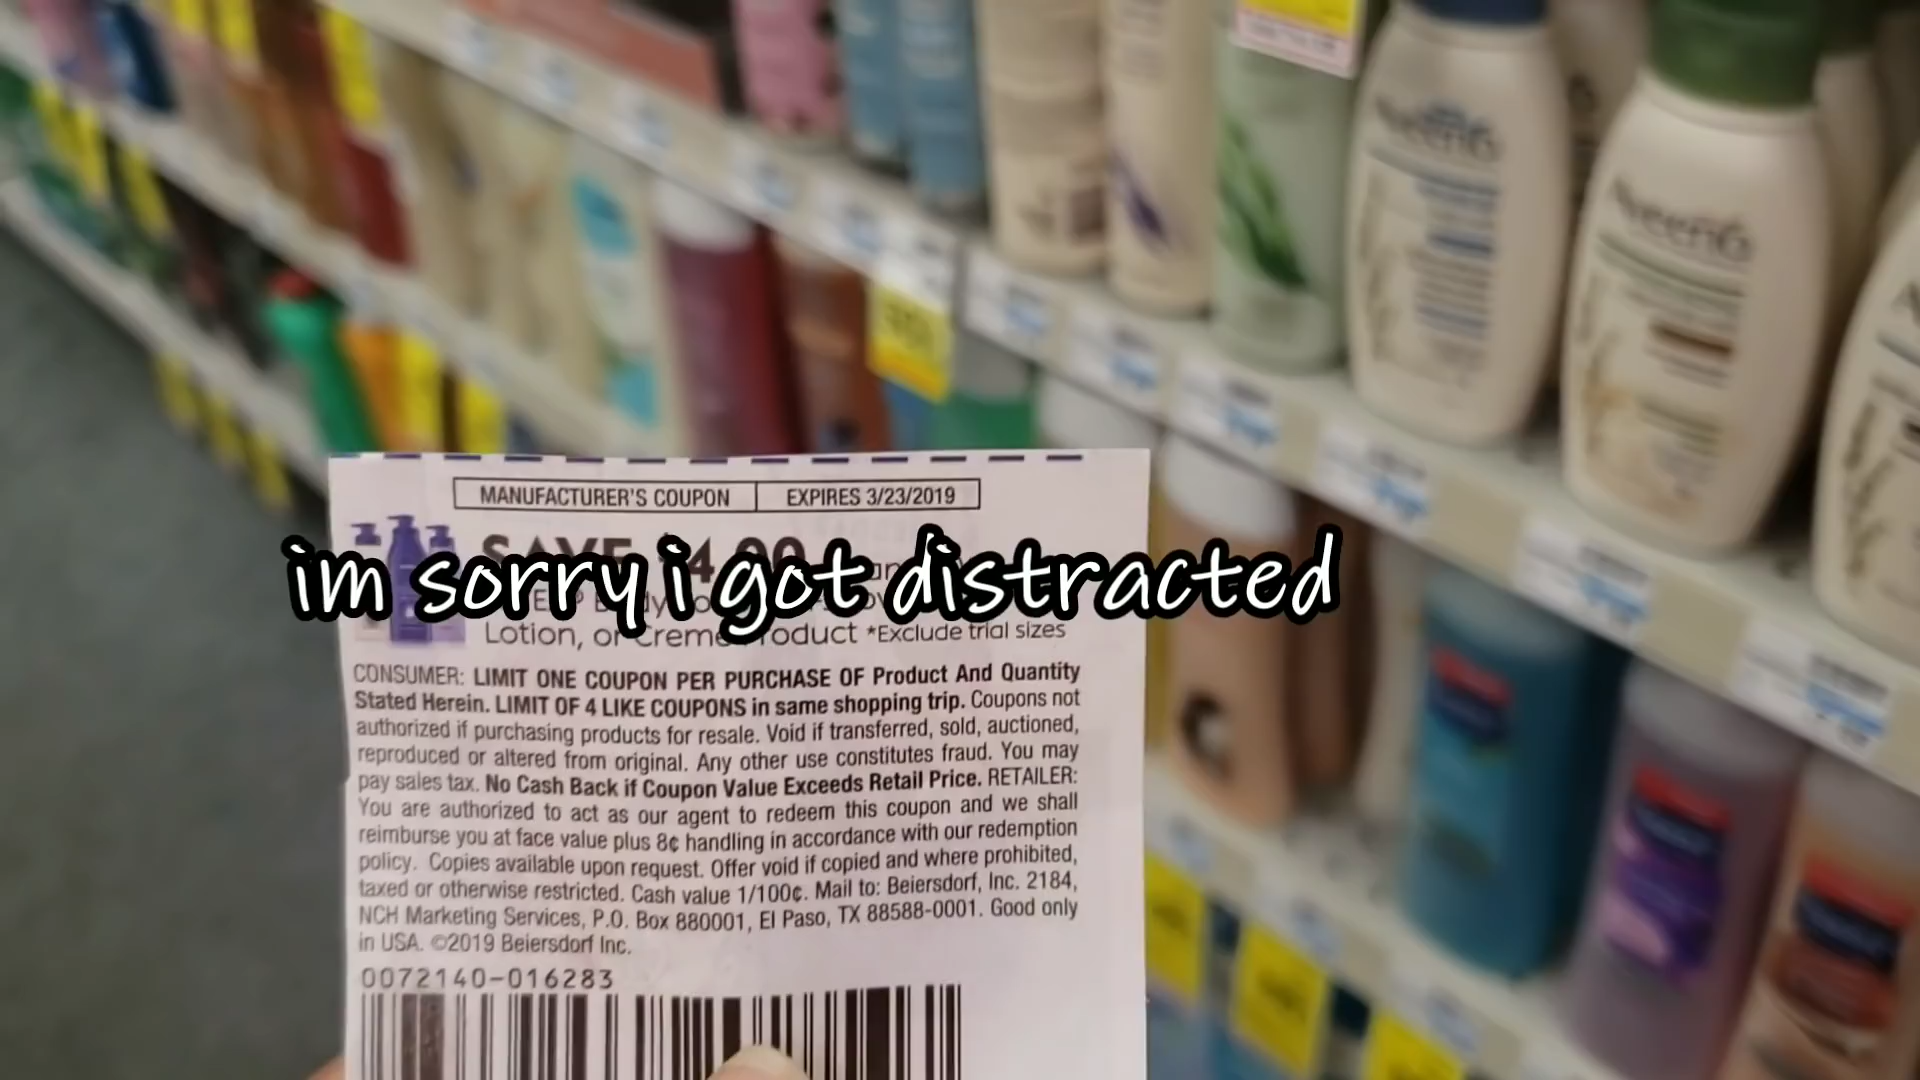 Aveeno
Aveeno
MANUFACTURER'S COUPON EXPIRES 3/23/2019
SAVE $4.00
im sorry i got distracted
Lotion, or Creme Product *Exclude trial sizes
CONSUMER: LIMIT ONE COUPON PER PURCHASE OF Product And Quantity
Stated Herein. LIMIT OF 4 LIKE COUPONS in same shopping trip. Coupons not
authorized if purchasing products for resale. Void if transferred, sold, auctioned,
reproduced or altered from original. Any other use constitutes fraud. You may
pay sales tax. No Cash Back if Coupon Value Exceeds Retail Price. RETAILER:
You are authorized to act as our agent to redeem this coupon and we shall
reimburse you at face value plus 8¢ handling in accordance with our redemption
policy. Copies available upon request. Offer void if copied and where prohibited,
taxed or otherwise restricted. Cash value 1/100¢. Mail to: Beiersdorf, Inc. 2184,
NCH Marketing Services, P.O. Box 880001, El Paso, TX 88588-0001. Good only
in USA. ©2019 Beiersdorf Inc.
0072140-016283